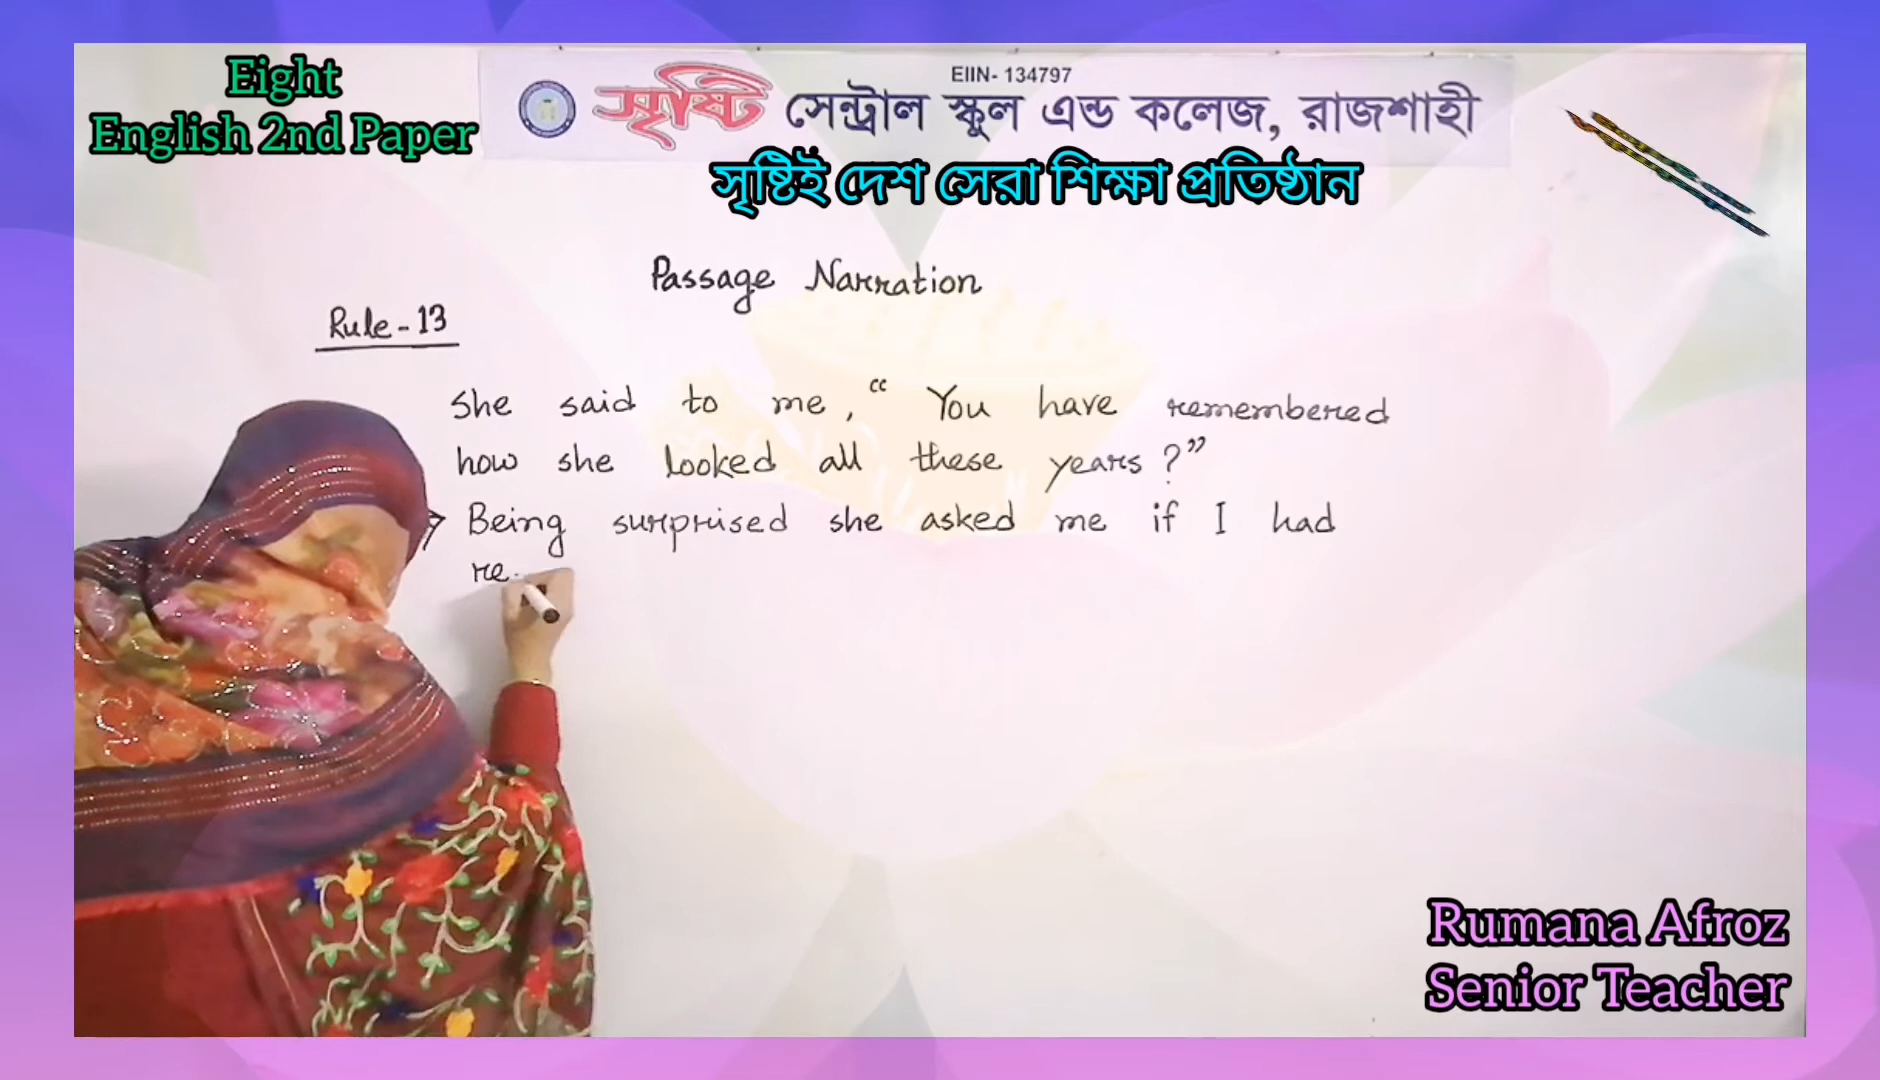 Eight
English 2nd Paper
EIIN- 134797
সৃষ্টি সেন্ট্রাল স্কুল এন্ড কলেজ, রাজশাহী
সৃষ্টিই দেশ সেরা শিক্ষা প্রতিষ্ঠান
Passage Narration
Rule-13
She said to me, “You have remembered
how she looked all these years?”
Being surprised she asked me if I had
re
Rumana Afroz
Senior Teacher